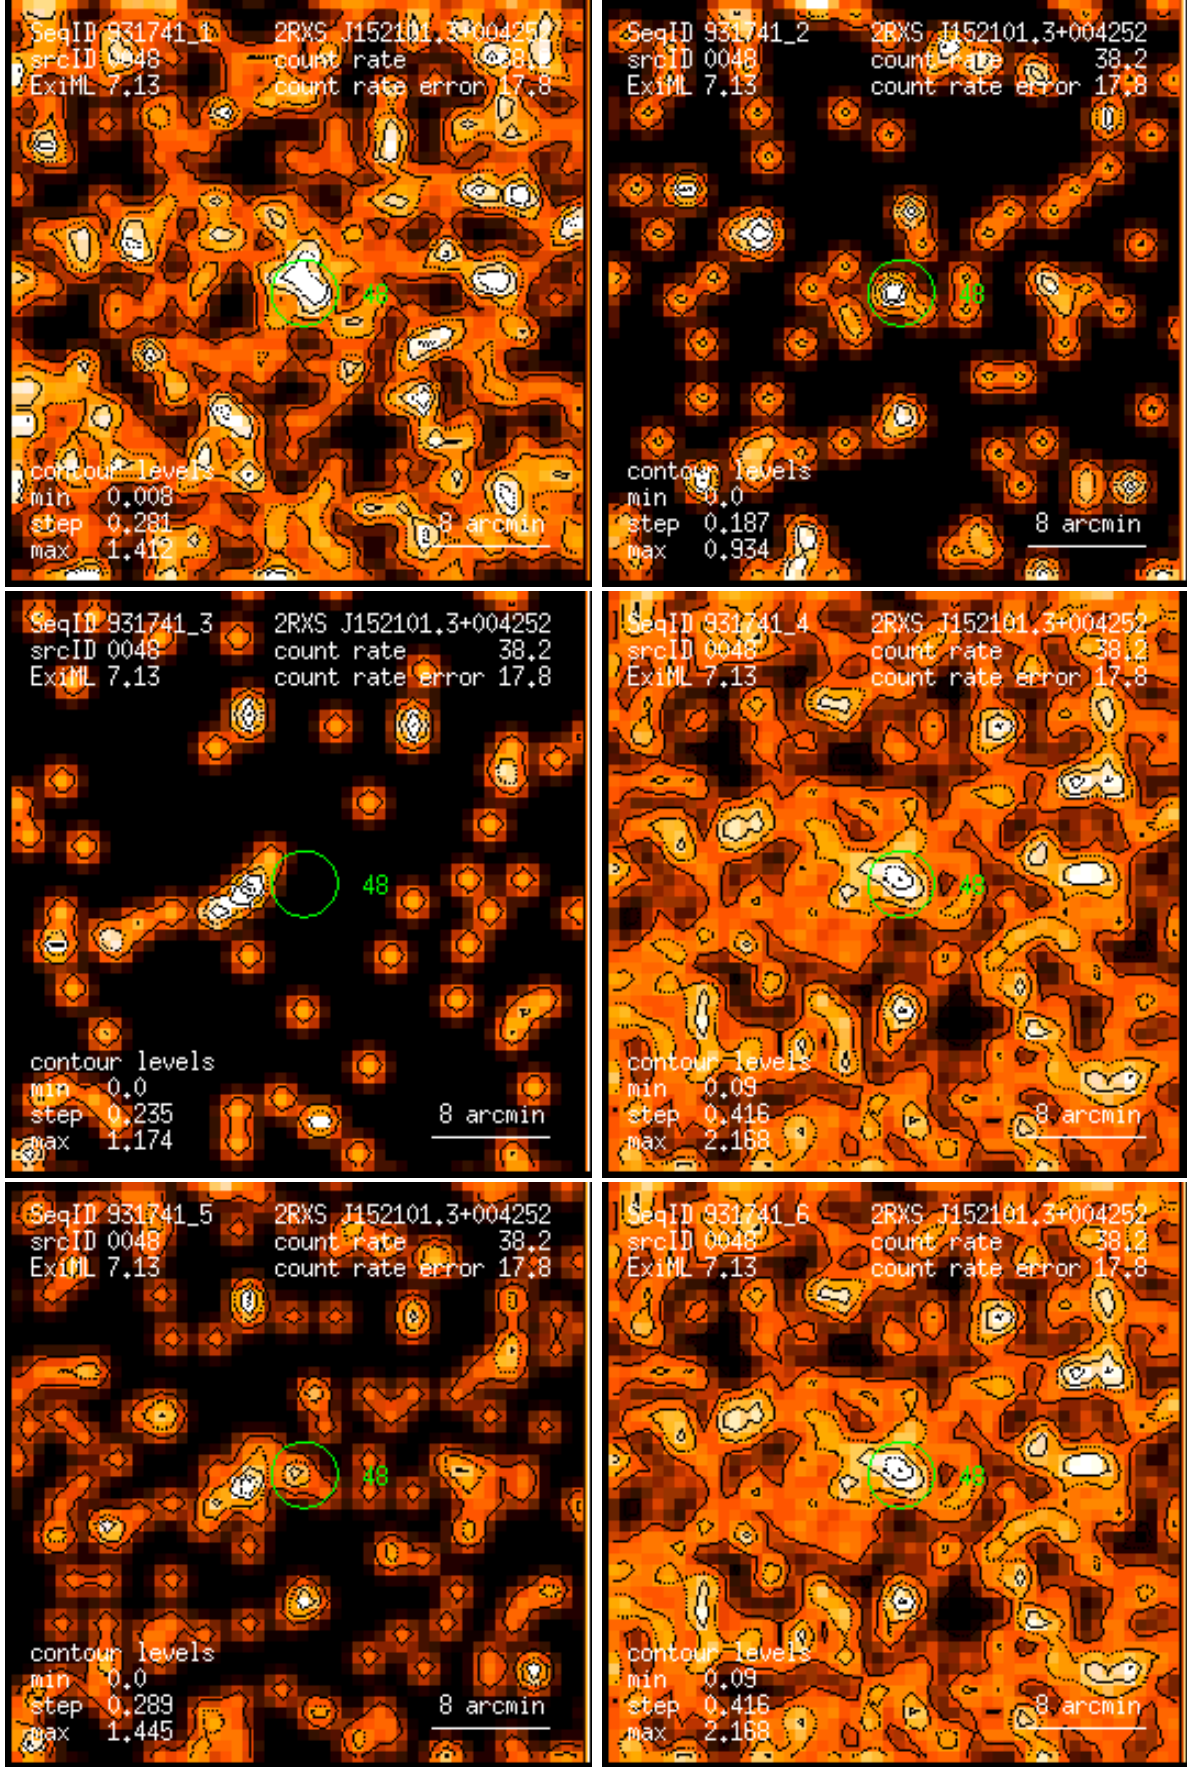 SeqID 931741_1 2RXS J152101.3+004252
srcID 0048 count rate 38.2
ExiML 7.13 count rate error 17.8
48
contour levels
min 0.008
step 0.281 8 arcmin
max 1.412
SeqID 931741_2 2RXS J152101.3+004252
srcID 0048 count rate 38.2
ExiML 7.13 count rate error 17.8
48
contour levels
min 0.0
step 0.187 8 arcmin
max 0.934
SeqID 931741_3 2RXS J152101.3+004252
srcID 0048 count rate 38.2
ExiML 7.13 count rate error 17.8
48
contour levels
min 0.0
step 0.235 8 arcmin
max 1.174
SeqID 931741_4 2RXS J152101.3+004252
srcID 0048 count rate 38.2
ExiML 7.13 count rate error 17.8
48
contour levels
min 0.09
step 0.416 8 arcmin
max 2.168
SeqID 931741_5 2RXS J152101.3+004252
srcID 0048 count rate 38.2
ExiML 7.13 count rate error 17.8
48
contour levels
min 0.0
step 0.289 8 arcmin
max 1.445
SeqID 931741_6 2RXS J152101.3+004252
srcID 0048 count rate 38.2
ExiML 7.13 count rate error 17.8
48
contour levels
min 0.09
step 0.416 8 arcmin
max 2.168